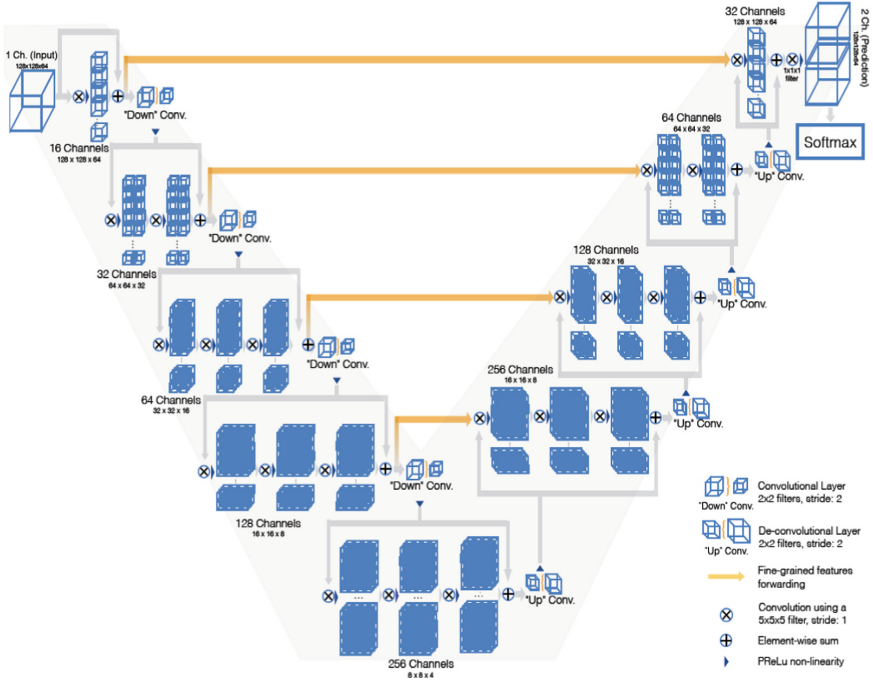 1 Ch. (Input)
128x128x64
"Down" Conv.
16 Channels
128 x 128 x 64
"Down" Conv.
32 Channels
64 x 64 x 32
"Down" Conv.
64 Channels
32 x 32 x 16
"Down" Conv.
128 Channels
16 x 16 x 8
...
...
...
"Up" Conv.
256 Channels
8 x 8 x 4
256 Channels
16 x 16 x 8
"Up" Conv.
128 Channels
32 x 32 x 16
"Up" Conv.
64 Channels
64 x 64 x 32
"Up" Conv.
32 Channels
128 x 128 x 64
1x1x1
filter
2 Ch. (Prediction)
128x128x64
Softmax
"Down" Conv.
Convolutional Layer
2x2 filters, stride: 2
"Up" Conv.
De-convolutional Layer
2x2 filters, stride: 2
Fine-grained features
forwarding
Convolution using a
5x5x5 filter, stride: 1
Element-wise sum
PReLu non-linearity